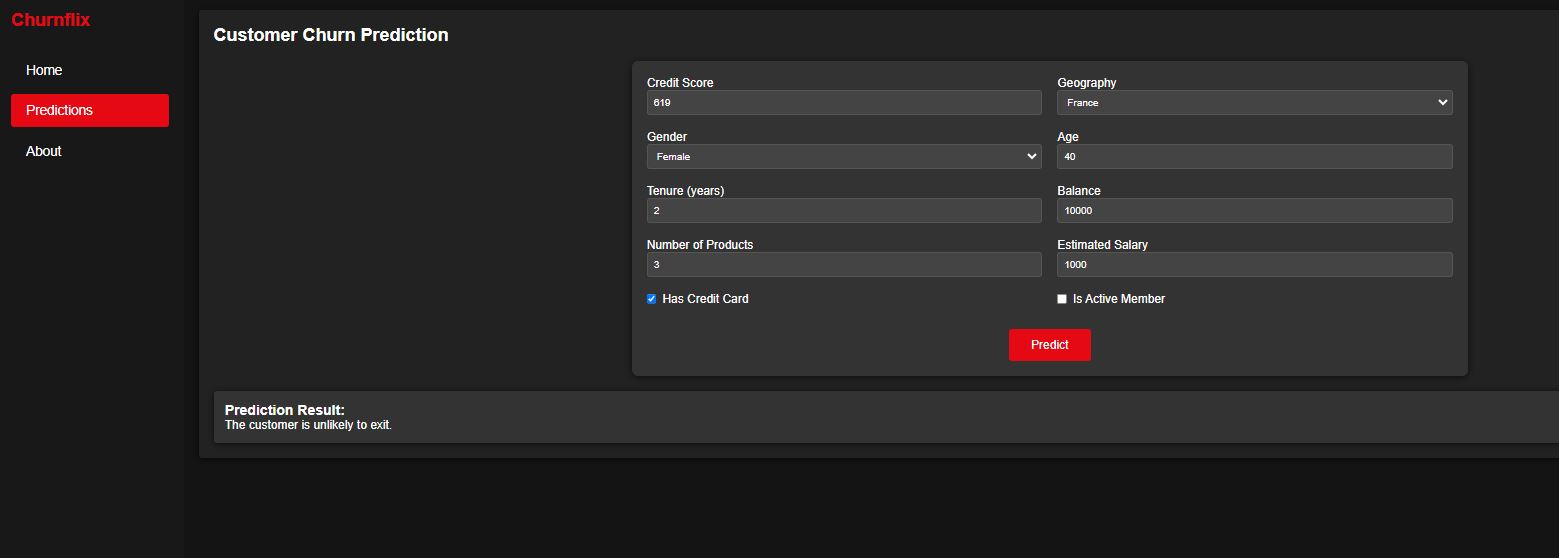 Churnflix
Home
Predictions
About
Customer Churn Prediction
Credit Score
619
Geography
France
Gender
Female
Age
40
Tenure (years)
2
Balance
10000
Number of Products
3
Estimated Salary
1000
Has Credit Card
Is Active Member
Predict
Prediction Result:
The customer is unlikely to exit.